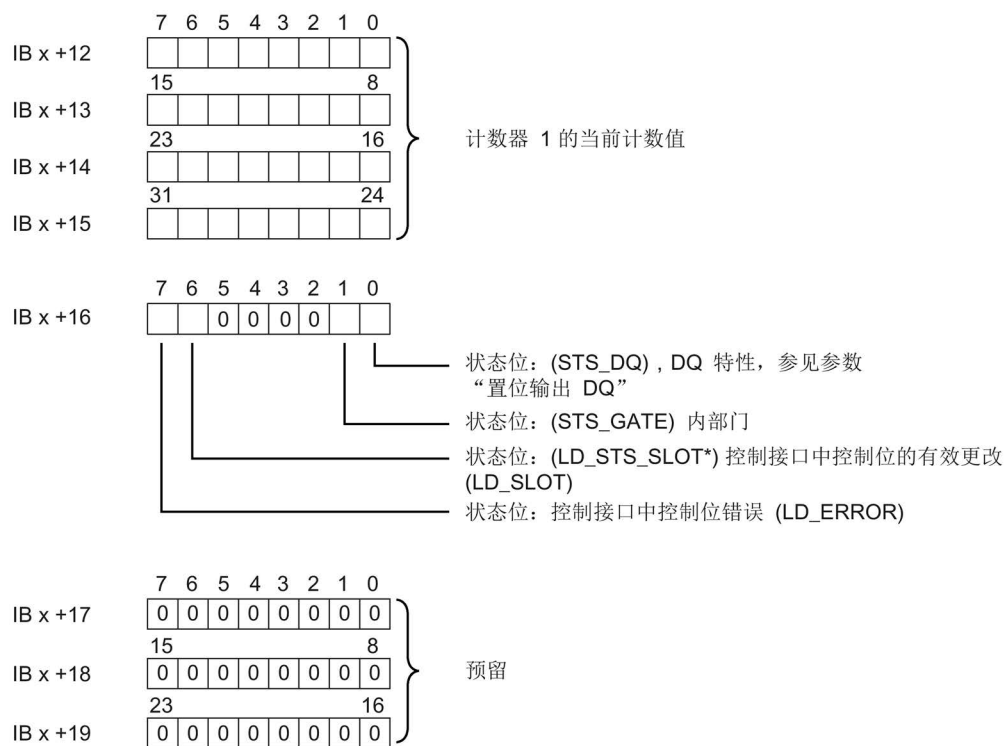 7 6 5 4 3 2 1 0
IB x +12
15 8
IB x +13
23 16
计数器 1 的当前计数值
IB x +14
31 24
IB x +15
7 6 5 4 3 2 1 0
IB x +16 0 0 0 0
状态位：(STS_DQ) , DQ 特性，参见参数
“置位输出 DQ”
状态位：(STS_GATE) 内部门
状态位：(LD_STS_SLOT*) 控制接口中控制位的有效更改
(LD_SLOT)
状态位：控制接口中控制位错误 (LD_ERROR)
7 6 5 4 3 2 1 0
IB x +17 0 0 0 0 0 0 0 0
15 8
IB x +18 0 0 0 0 0 0 0 0 预留
23 16
IB x +19 0 0 0 0 0 0 0 0